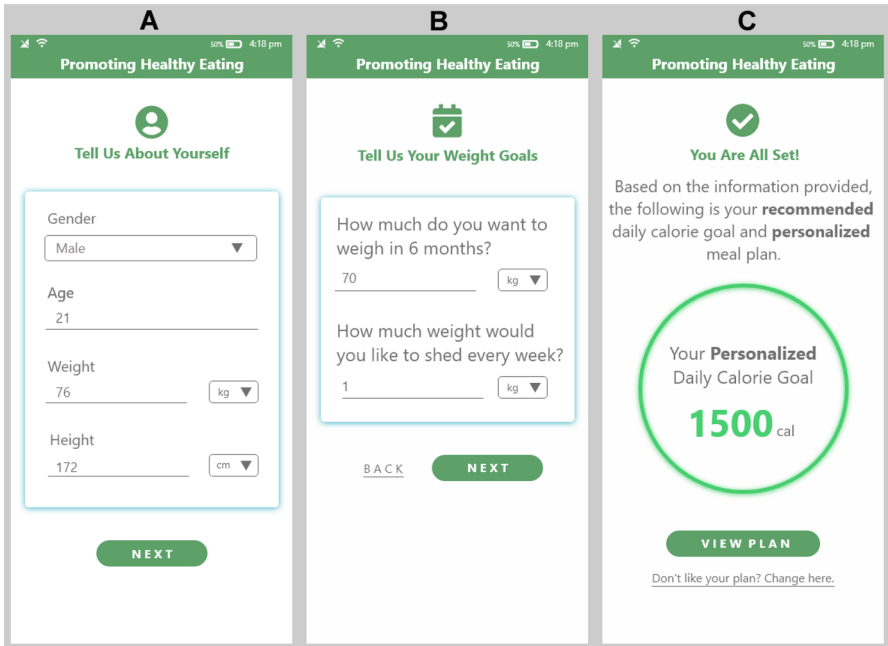 A
50% 4:18 pm
Promoting Healthy Eating
Tell Us About Yourself
Gender
Male
Age
21
Weight
76 kg
Height
172 cm
NEXT
B
50% 4:18 pm
Promoting Healthy Eating
Tell Us Your Weight Goals
How much do you want to
weigh in 6 months?
70 kg
How much weight would
you like to shed every week?
1 kg
BACK NEXT
C
50% 4:18 pm
Promoting Healthy Eating
You Are All Set!
Based on the information provided,
the following is your recommended
daily calorie goal and personalized
meal plan.
Your Personalized
Daily Calorie Goal
1500 cal
VIEW PLAN
Don't like your plan? Change here.